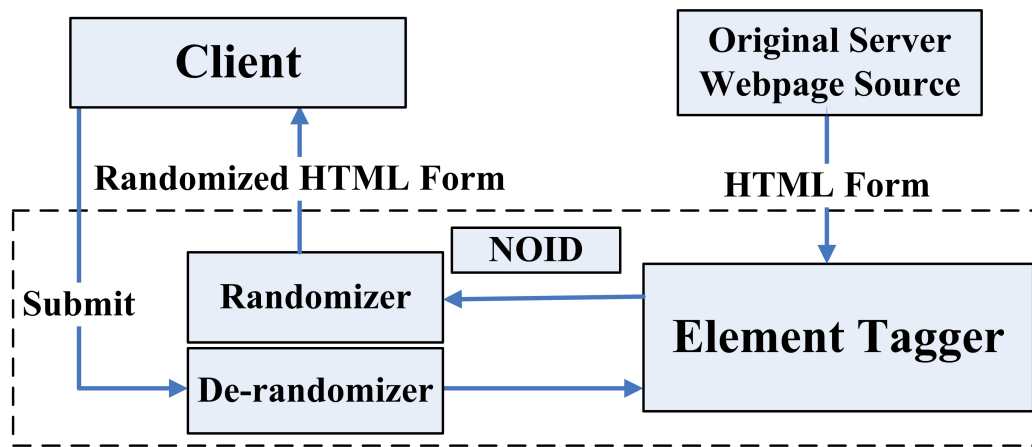 Client
Original Server
Webpage Source
Randomized HTML Form
HTML Form
NOID
Randomizer
Submit
Element Tagger
De-randomizer